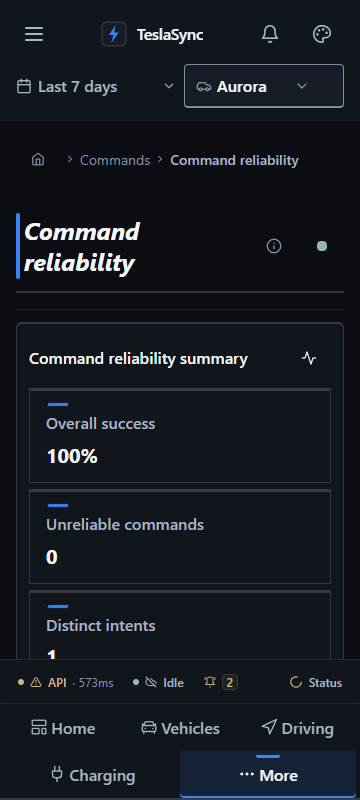 TeslaSync
Last 7 days
Aurora
Commands
Command reliability
Command
reliability
Command reliability summary
Overall success
100%
Unreliable commands
0
Distinct intents
1
API · 573ms
Idle
2
Status
Home
Vehicles
Driving
Charging
More